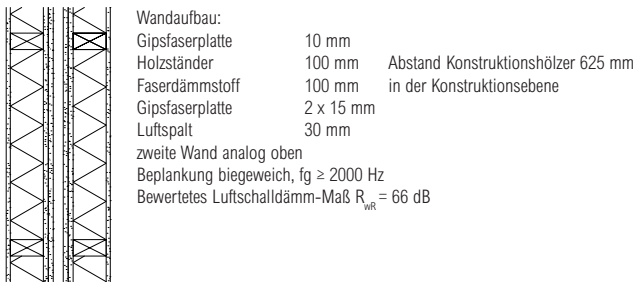 Wandaufbau:
Gipsfaserplatte 10 mm
Holzständer 100 mm Abstand Konstruktionshölzer 625 mm
Faserdämmstoff 100 mm in der Konstruktionsebene
Gipsfaserplatte 2 x 15 mm
Luftspalt 30 mm
zweite Wand analog oben
Beplankung biegeweich, fg ≥ 2000 Hz
Bewertetes Luftschalldämm-Maß RwR = 66 dB